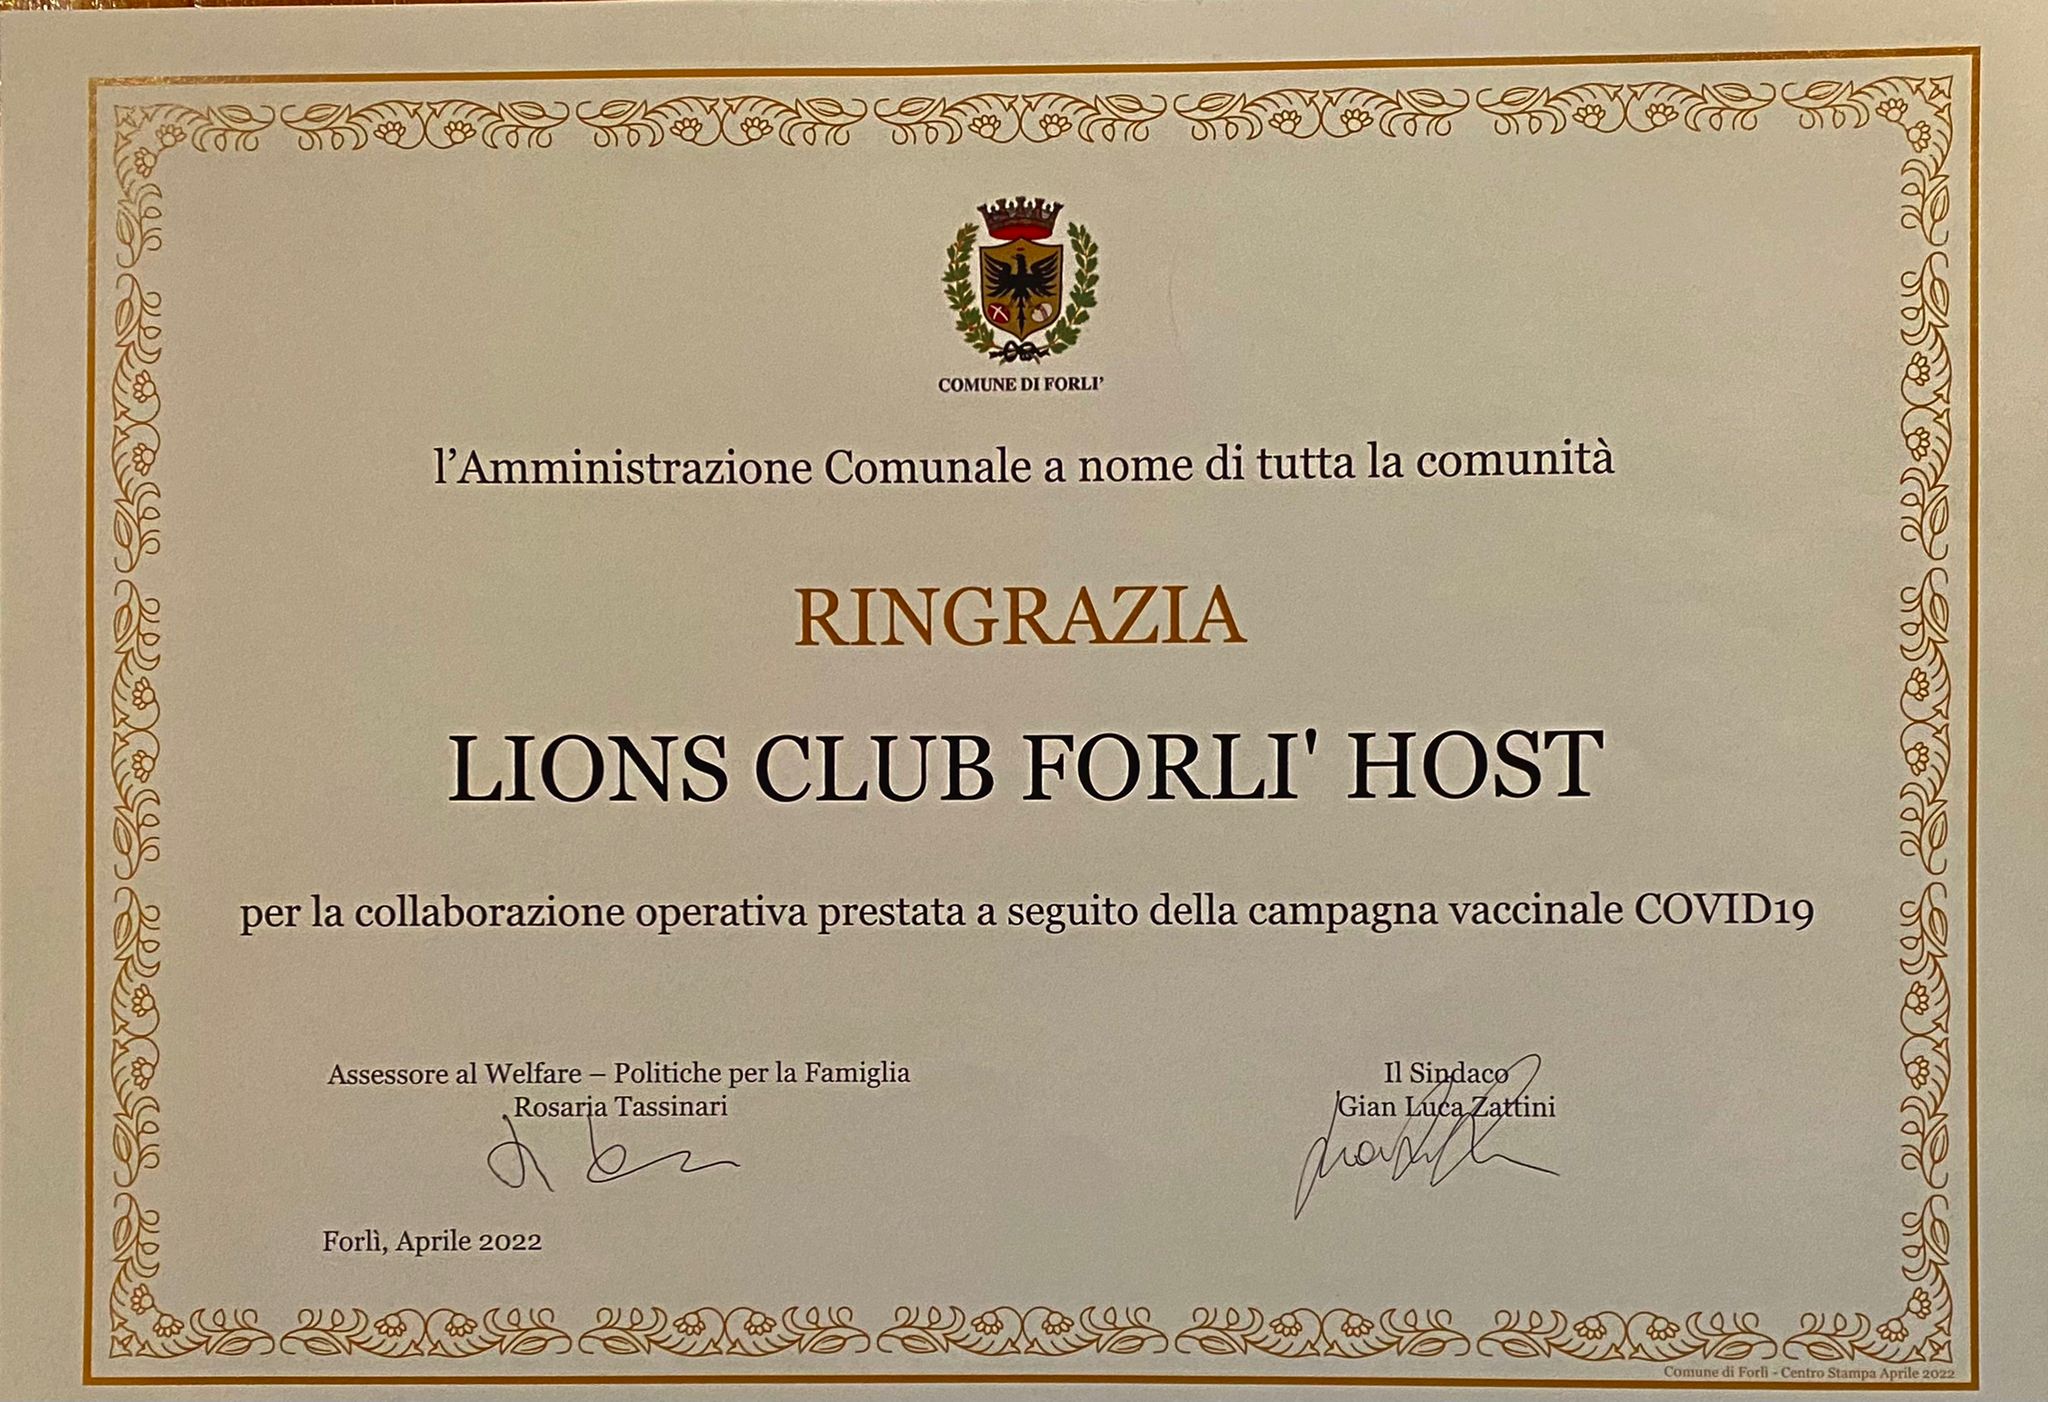 COMUNE DI FORLI'
l'Amministrazione Comunale a nome di tutta la comunità
RINGRAZIA
LIONS CLUB FORLI' HOST
per la collaborazione operativa prestata a seguito della campagna vaccinale COVID19
Assessore al Welfare – Politiche per la Famiglia
Rosaria Tassinari
Il Sindaco
Gian Luca Zattini
Forlì, Aprile 2022
Comune di Forlì - Centro Stampa Aprile 2022